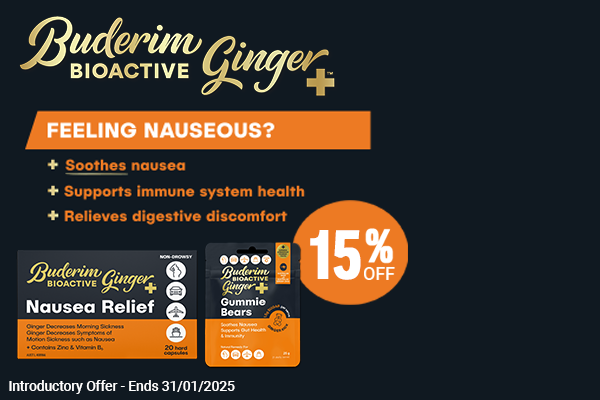 Buderim Ginger
BIOACTIVE
TM
FEELING NAUSEOUS?
+ Soothes nausea
+ Supports immune system health
+ Relieves digestive discomfort
15%
OFF
NON-DROWSY
Buderim Ginger
BIOACTIVE
Nausea Relief
Ginger Decreases Morning Sickness
Ginger Decreases Symptoms of
Motion Sickness such as Nausea
+ Contains Zinc & Vitamin B₆
20 hard
capsules
Buderim
BIOACTIVE
Ginger
Gummie
Bears
Soothes Nausea
Supports Gut Health
& Immunity
Introductory Offer - Ends 31/01/2025